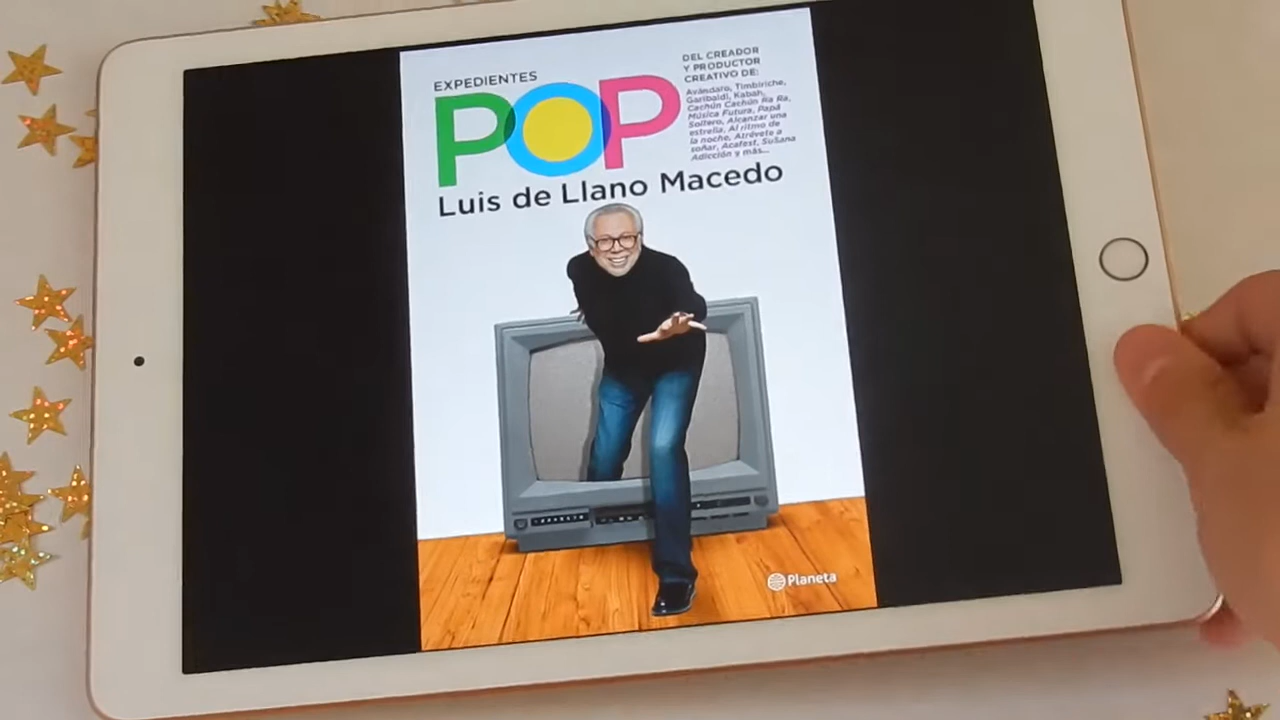 EXPEDIENTES
POP
DEL CREADOR
Y PRODUCTOR
CREATIVO DE:
Avándaro, Timbiriche,
Garibaldi, Kabah,
Cachún Cachún Ra Ra,
Música Futura, Papá
Soltero, Alcanzar una
estrella, Al ritmo de
la noche, Atrévete a
soñar, Acafest, Susana
Adicción y más...
Luis de Llano Macedo
Planeta